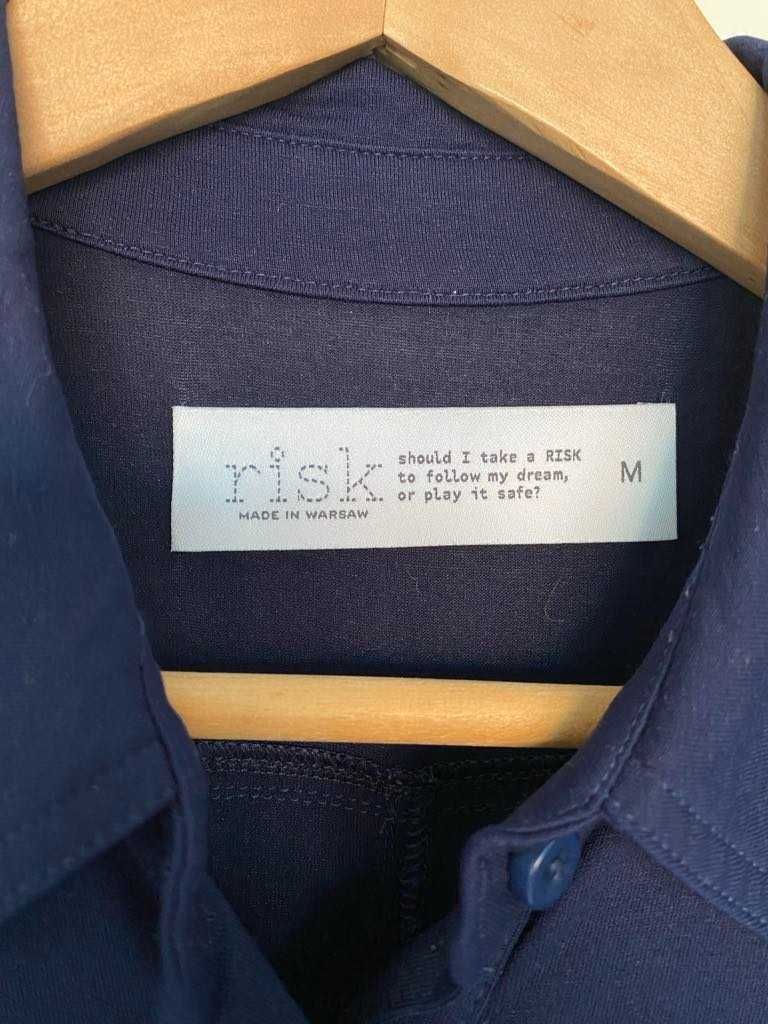 risk
MADE IN WARSAW
should I take a RISK
to follow my dream,
or play it safe?
M